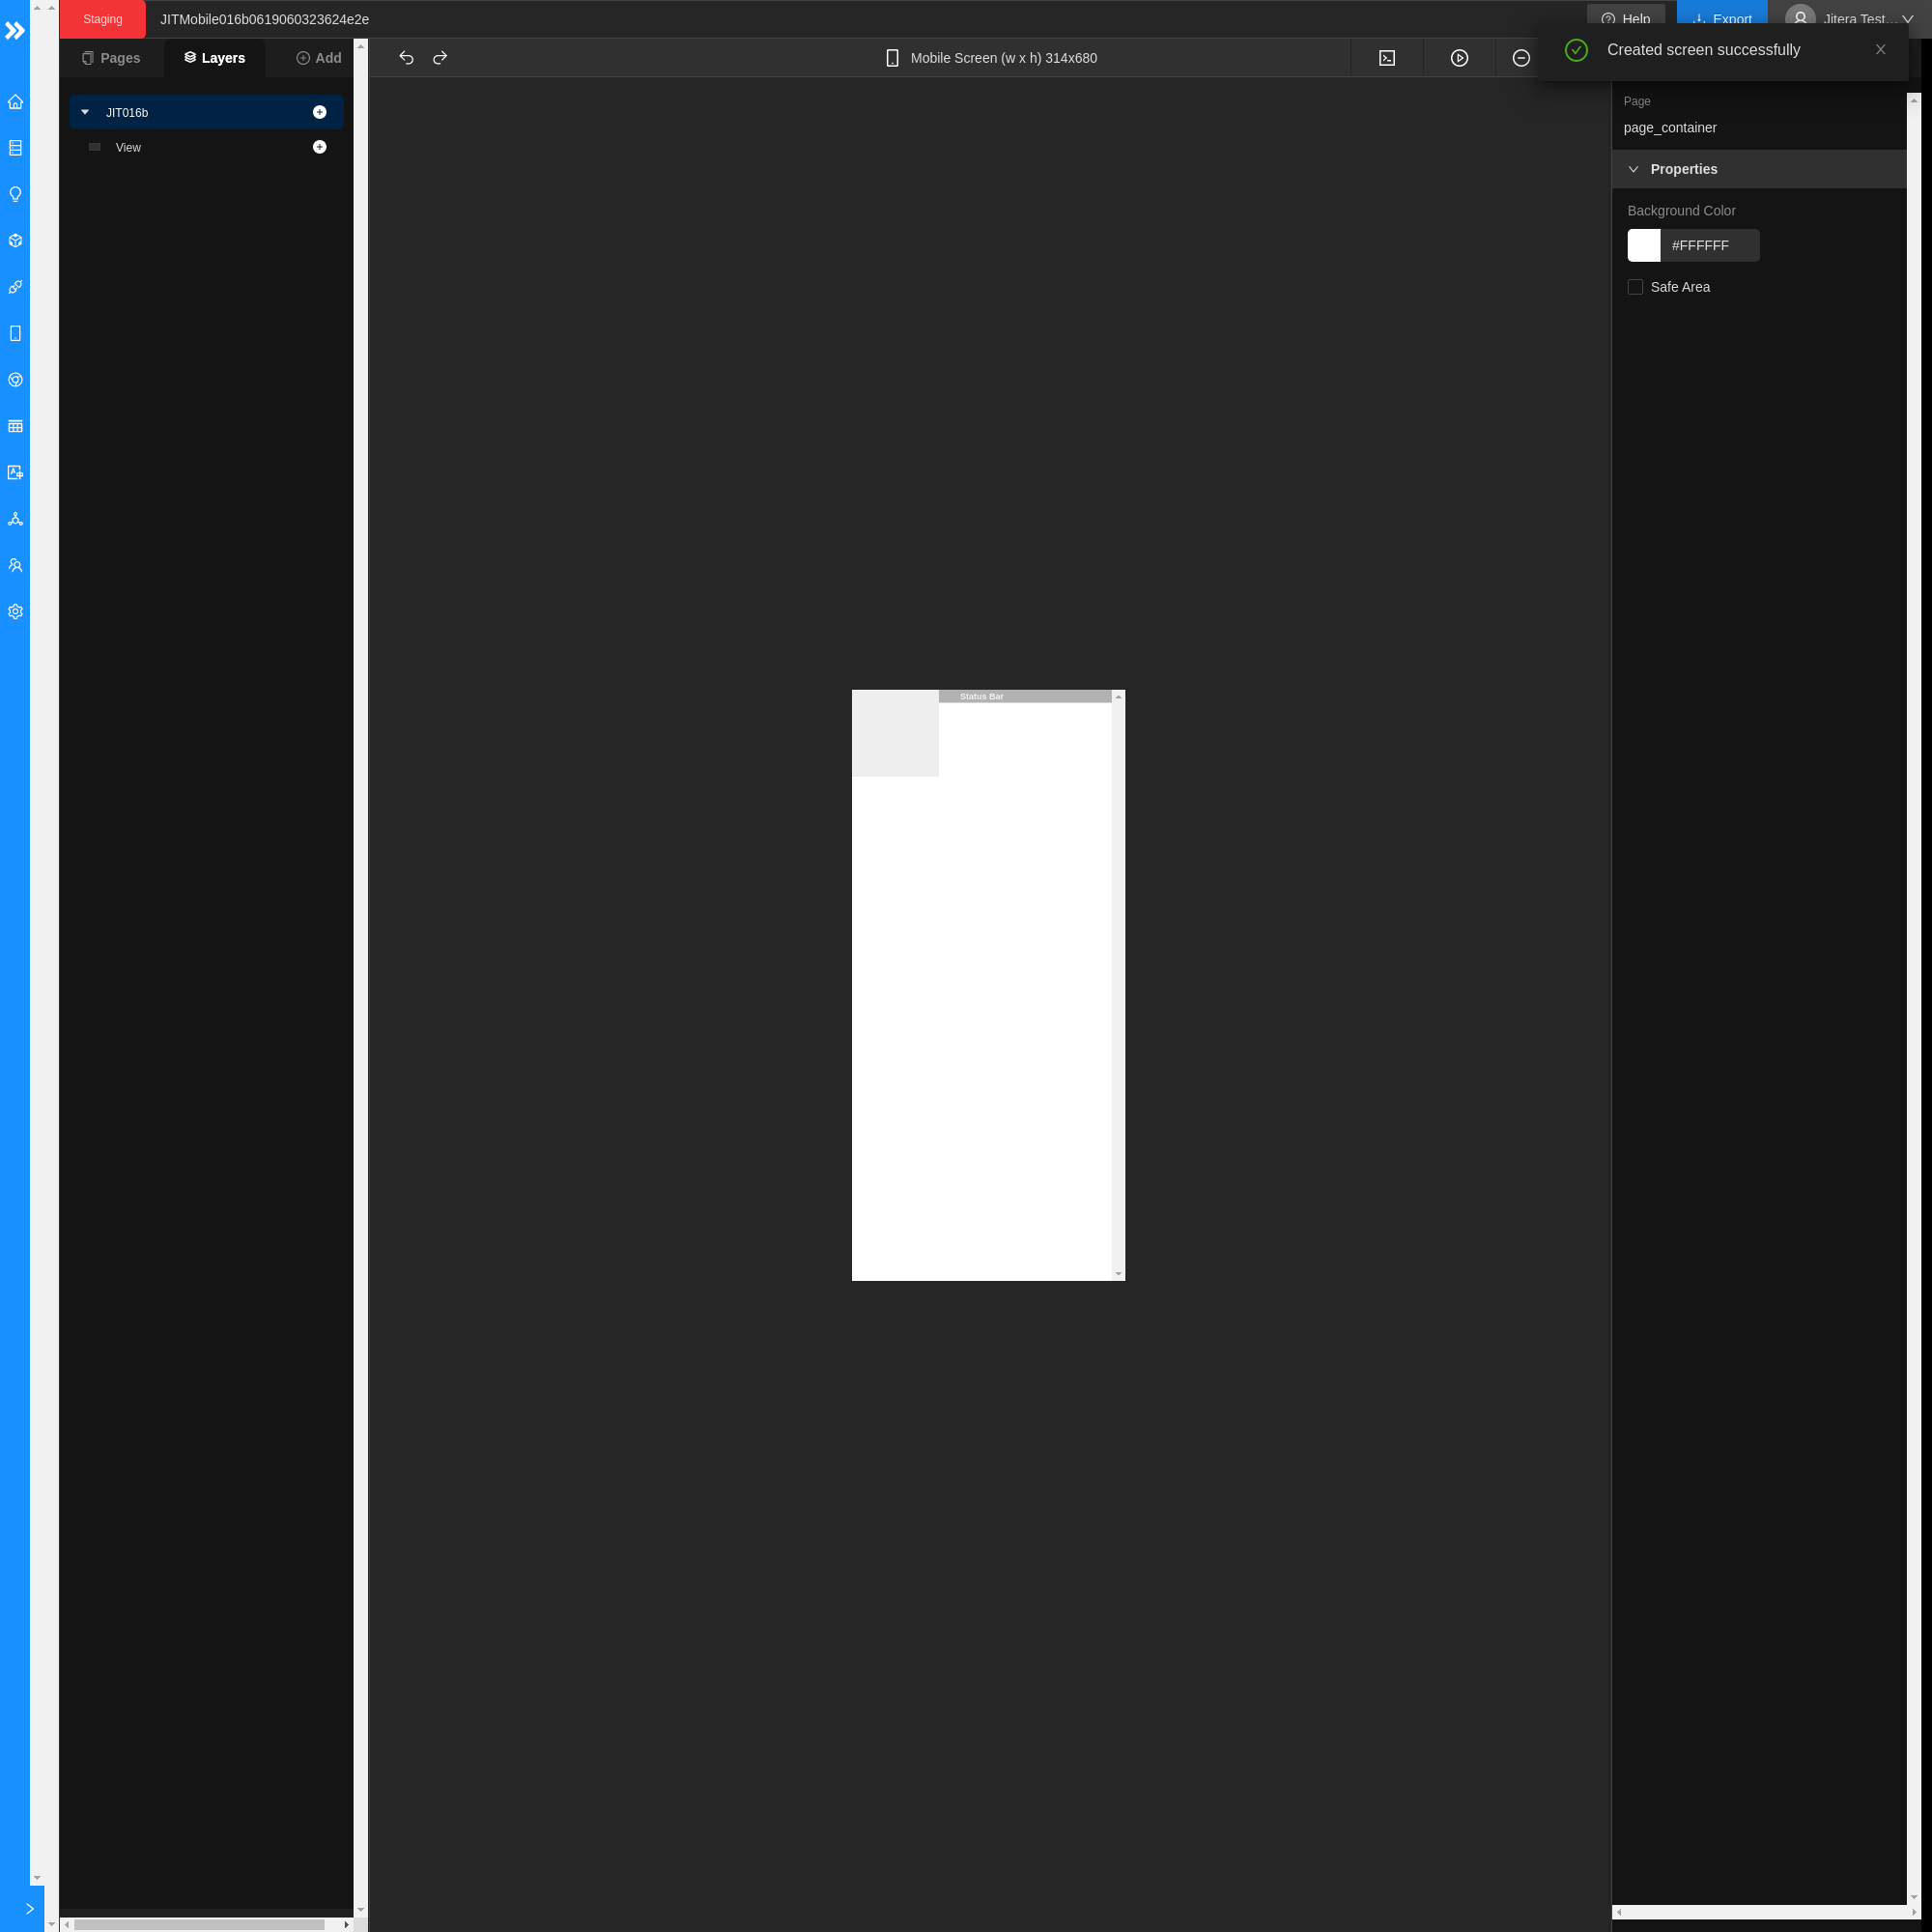 Staging
JITMobile016b0619060323624e2e
Help
Export
Jitera Test...
Created screen successfully
Pages
Layers
Add
Mobile Screen (w x h) 314x680
JIT016b
View
Page
page_container
Properties
Background Color
#FFFFFF
Safe Area
Status Bar